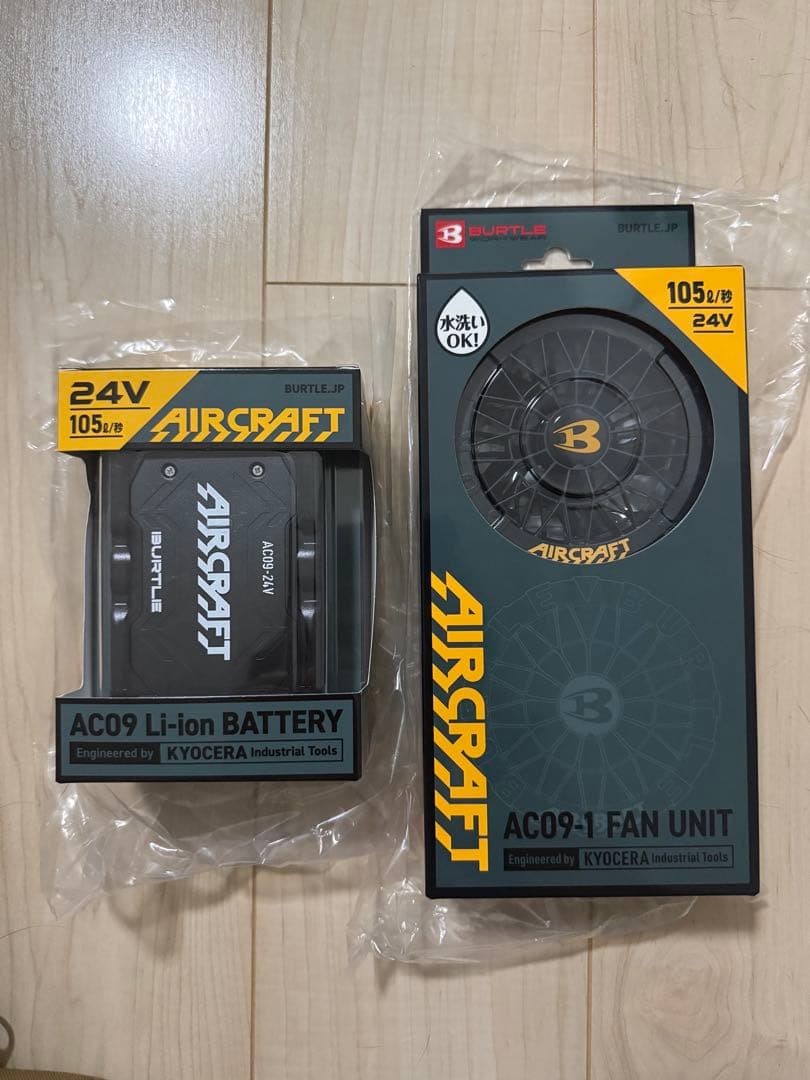 24V
105ℓ/秒
AIRCRAFT
BURTLE.JP
AIRCRAFT
BURTLE
AC09-24V
AC09 Li-ion BATTERY
Engineered by KYOCERA Industrial Tools
B BURTLE
WORKWEAR
BURTLE.JP
水洗い
OK!
105ℓ/秒
24V
B
AIRCRAFT
AIRCRAFT
B
AC09-1 FAN UNIT
Engineered by KYOCERA Industrial Tools